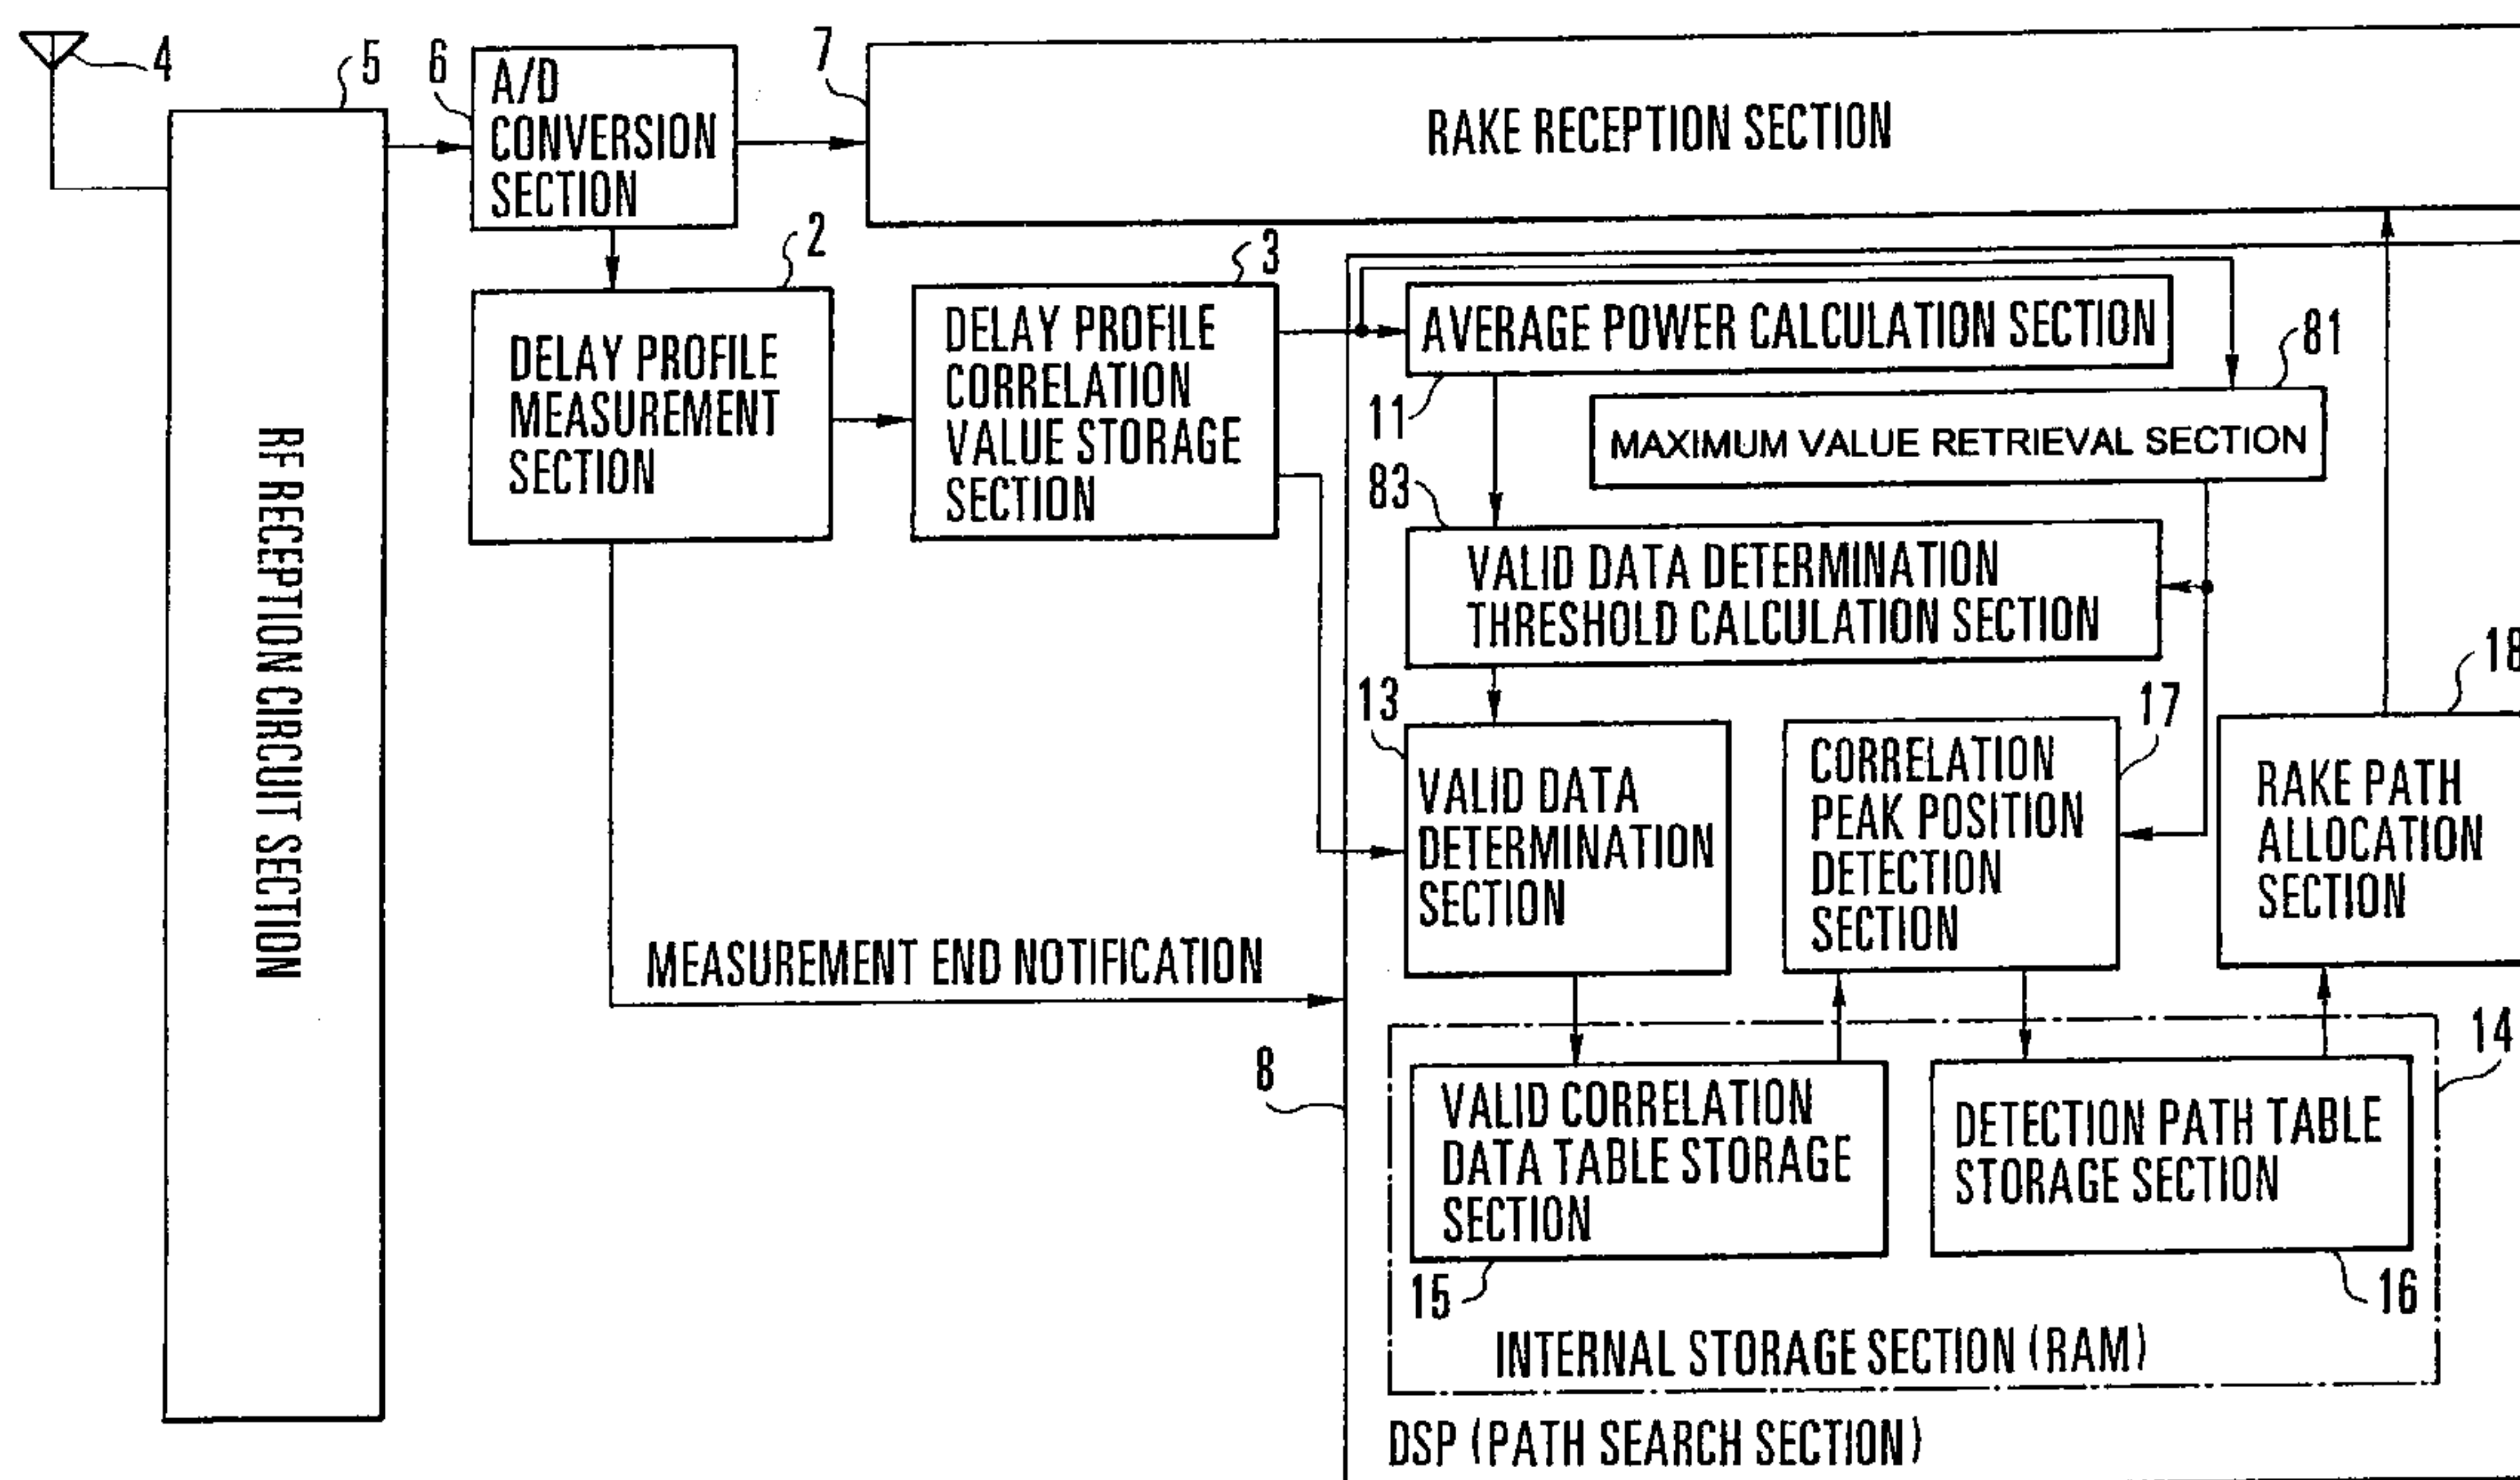 4
5
6
A/D
CONVERSION
SECTION
7
RAKE RECEPTION SECTION
RF RECEPTION CIRCUIT SECTION
2
DELAY PROFILE
MEASUREMENT
SECTION
3
DELAY PROFILE
CORRELATION
VALUE STORAGE
SECTION
AVERAGE POWER CALCULATION SECTION
11
81
MAXIMUM VALUE RETRIEVAL SECTION
83
VALID DATA DETERMINATION
THRESHOLD CALCULATION SECTION
13
VALID DATA
DETERMINATION
SECTION
17
CORRELATION
PEAK POSITION
DETECTION
SECTION
18
RAKE PATH
ALLOCATION
SECTION
MEASUREMENT END NOTIFICATION
8
14
VALID CORRELATION
DATA TABLE STORAGE
SECTION
15
DETECTION PATH TABLE
STORAGE SECTION
16
INTERNAL STORAGE SECTION (RAM)
DSP (PATH SEARCH SECTION)